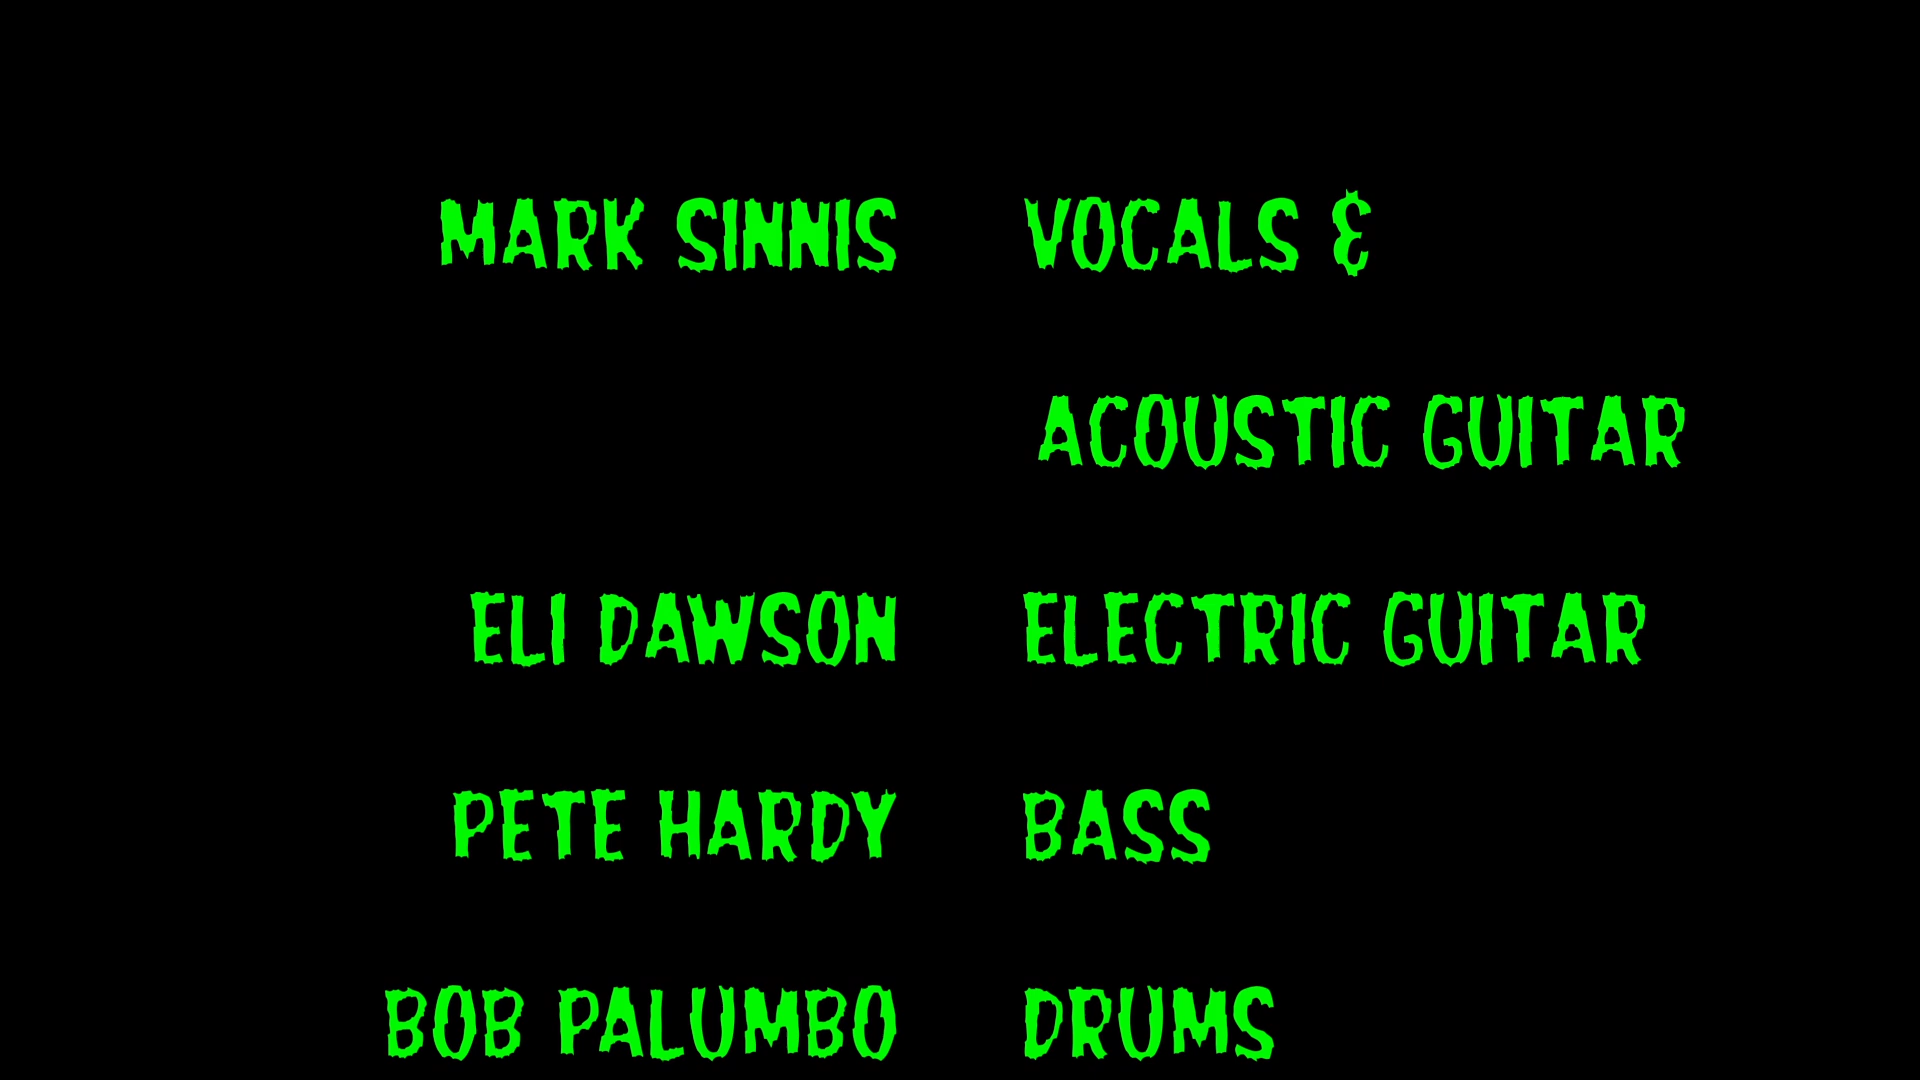 MARK SINNIS VOCALS &
ACOUSTIC GUITAR
ELI DAWSON ELECTRIC GUITAR
PETE HARDY BASS
BOB PALUMBO DRUMS